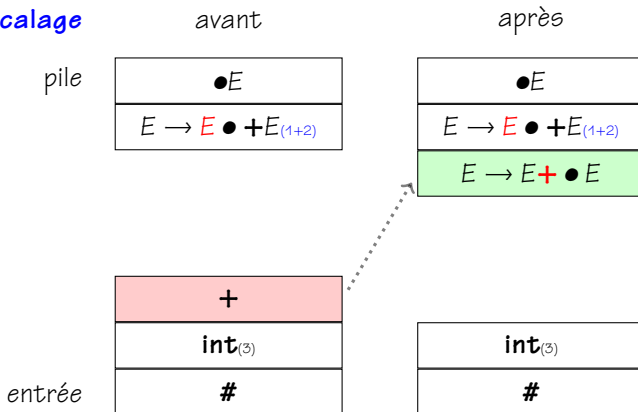 calage avant après
pile ●E ●E
E → E ● +E(1+2) E → E ● +E(1+2)
E → E+ ● E
+
int(3) int(3)
entrée # #